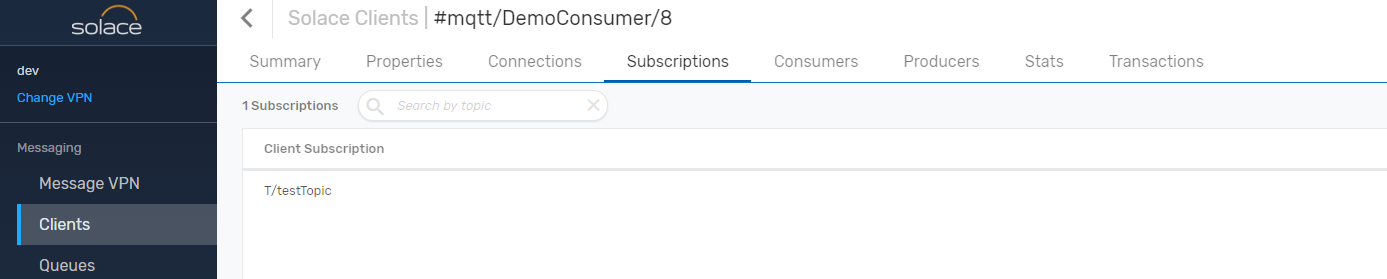 solace
Solace Clients | #mqtt/DemoConsumer/8
dev
Change VPN
Summary Properties Connections Subscriptions Consumers Producers Stats Transactions
1 Subscriptions Search by topic
Messaging
Client Subscription
Message VPN
T/testTopic
Clients
Queues